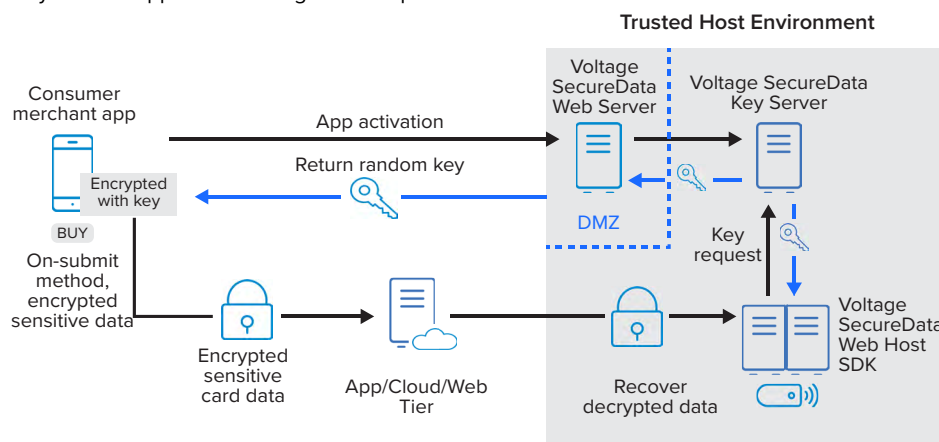 Trusted Host Environment
Consumer
merchant app
App activation
Voltage
SecureData
Web Server
Voltage SecureData
Key Server
Return random key
Encrypted
with key
BUY
DMZ
Key
request
On-submit
method,
encrypted
sensitive data
Encrypted
sensitive
card data
App/Cloud/Web
Tier
Recover
decrypted data
Voltage
SecureData
Web Host
SDK